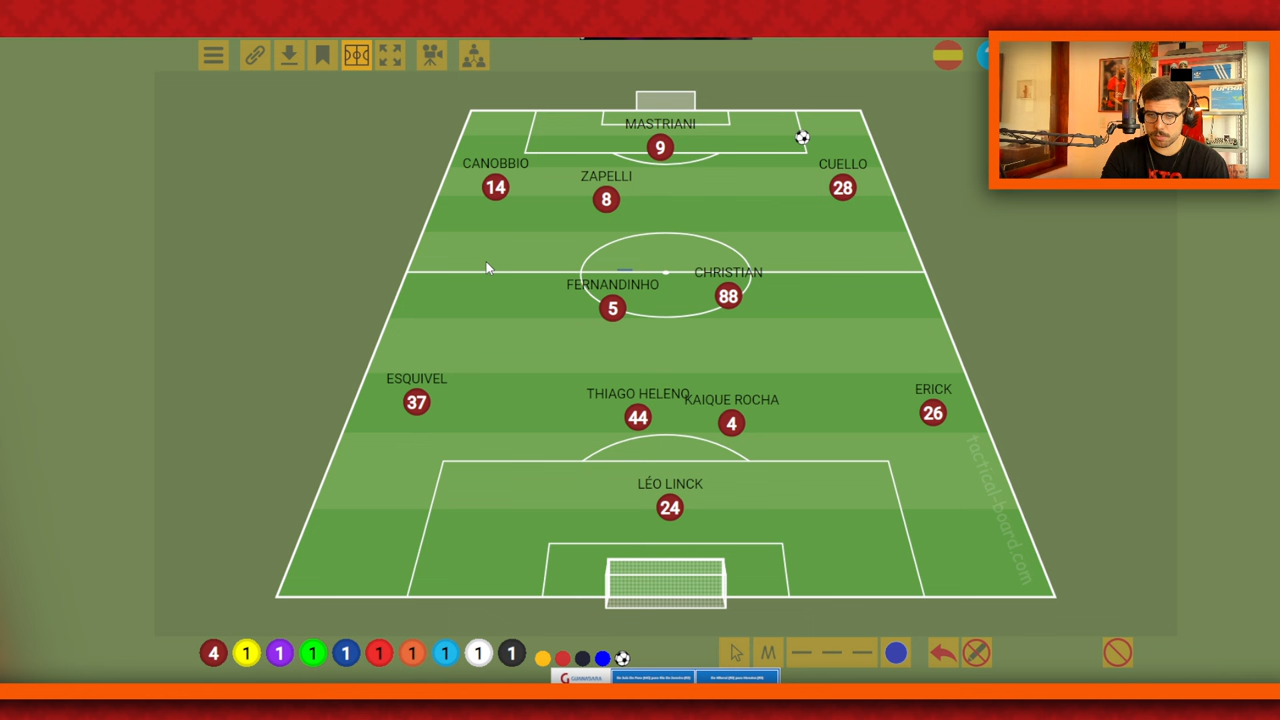 MASTRIANI
9
CANOBBIO
14
ZAPELLI
8
CUELLO
28
FERNANDINHO
5
CHRISTIAN
88
ESQUIVEL
37
THIAGO HELENO
44
KAIQUE ROCHA
4
ERICK
26
LÉO LINCK
24
tactical-board.com
4 1 1 1 1 1 1 1 1 1